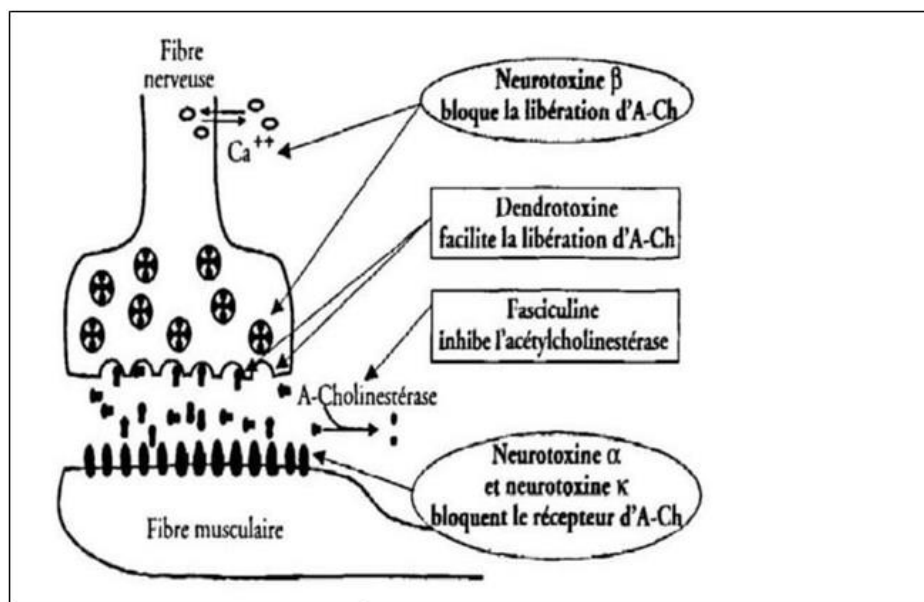 Fibre
nerveuse
Ca++
Neurotoxine β
bloque la libération d'A-Ch
Dendrotoxine
facilite la libération d'A-Ch
Fasciculine
inhibe l'acétylcholinestérase
A-Cholinestérase
Neurotoxine α
et neurotoxine κ
bloquent le récepteur d'A-Ch
Fibre musculaire